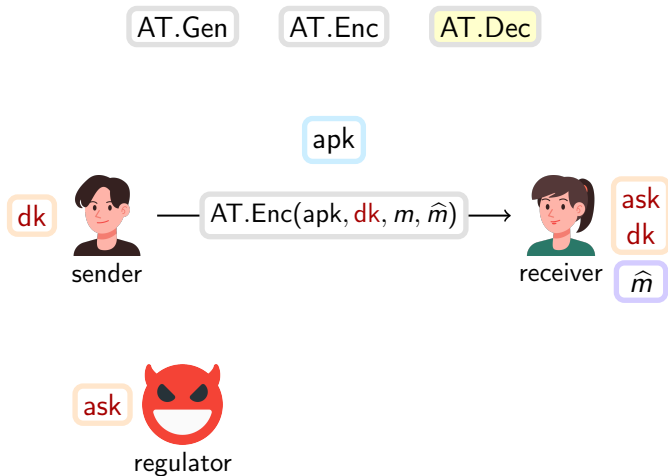 AT.Gen AT.Enc AT.Dec
apk
dk
AT.Enc(apk, dk, m, m̂)
ask
dk
sender
receiver
m̂
ask
regulator